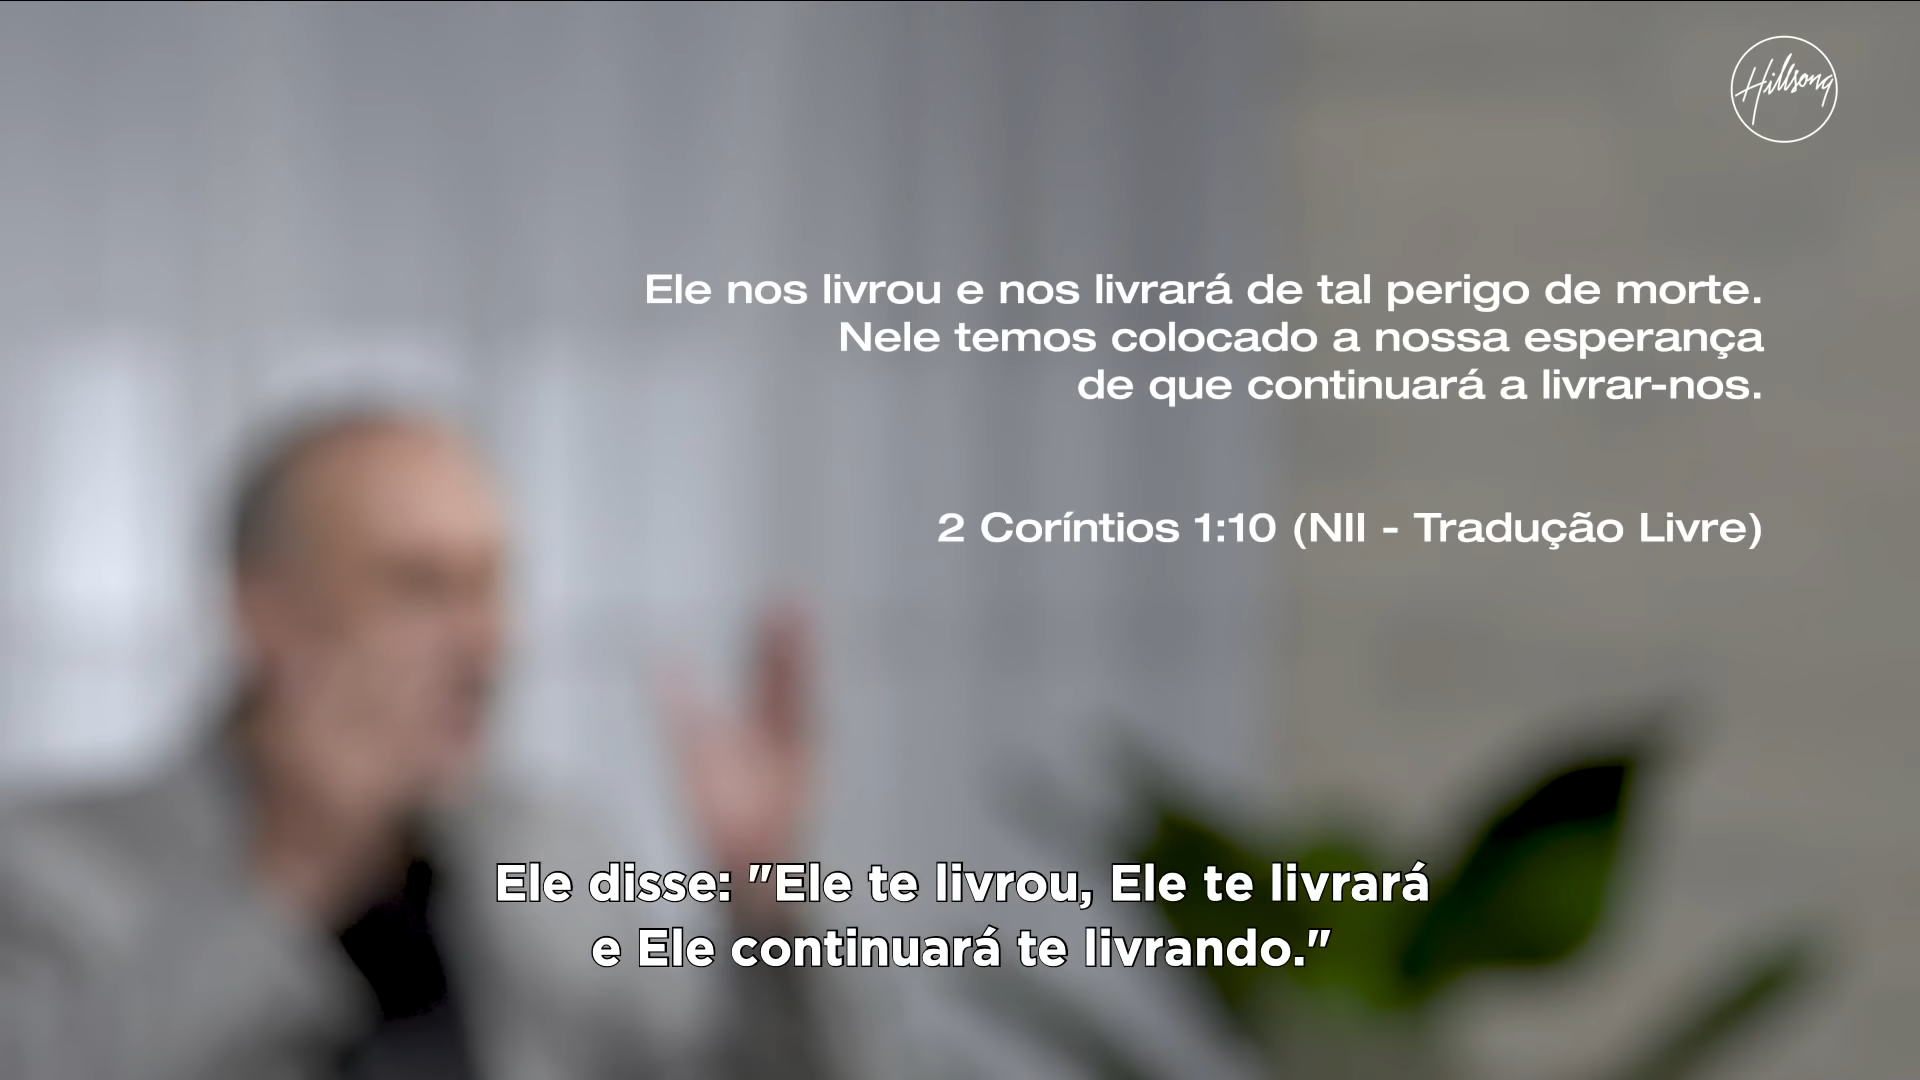 Hillsong
Ele nos livrou e nos livrará de tal perigo de morte.
Nele temos colocado a nossa esperança
de que continuará a livrar-nos.
2 Coríntios 1:10 (NII - Tradução Livre)
Ele disse: "Ele te livrou, Ele te livrará
e Ele continuará te livrando."